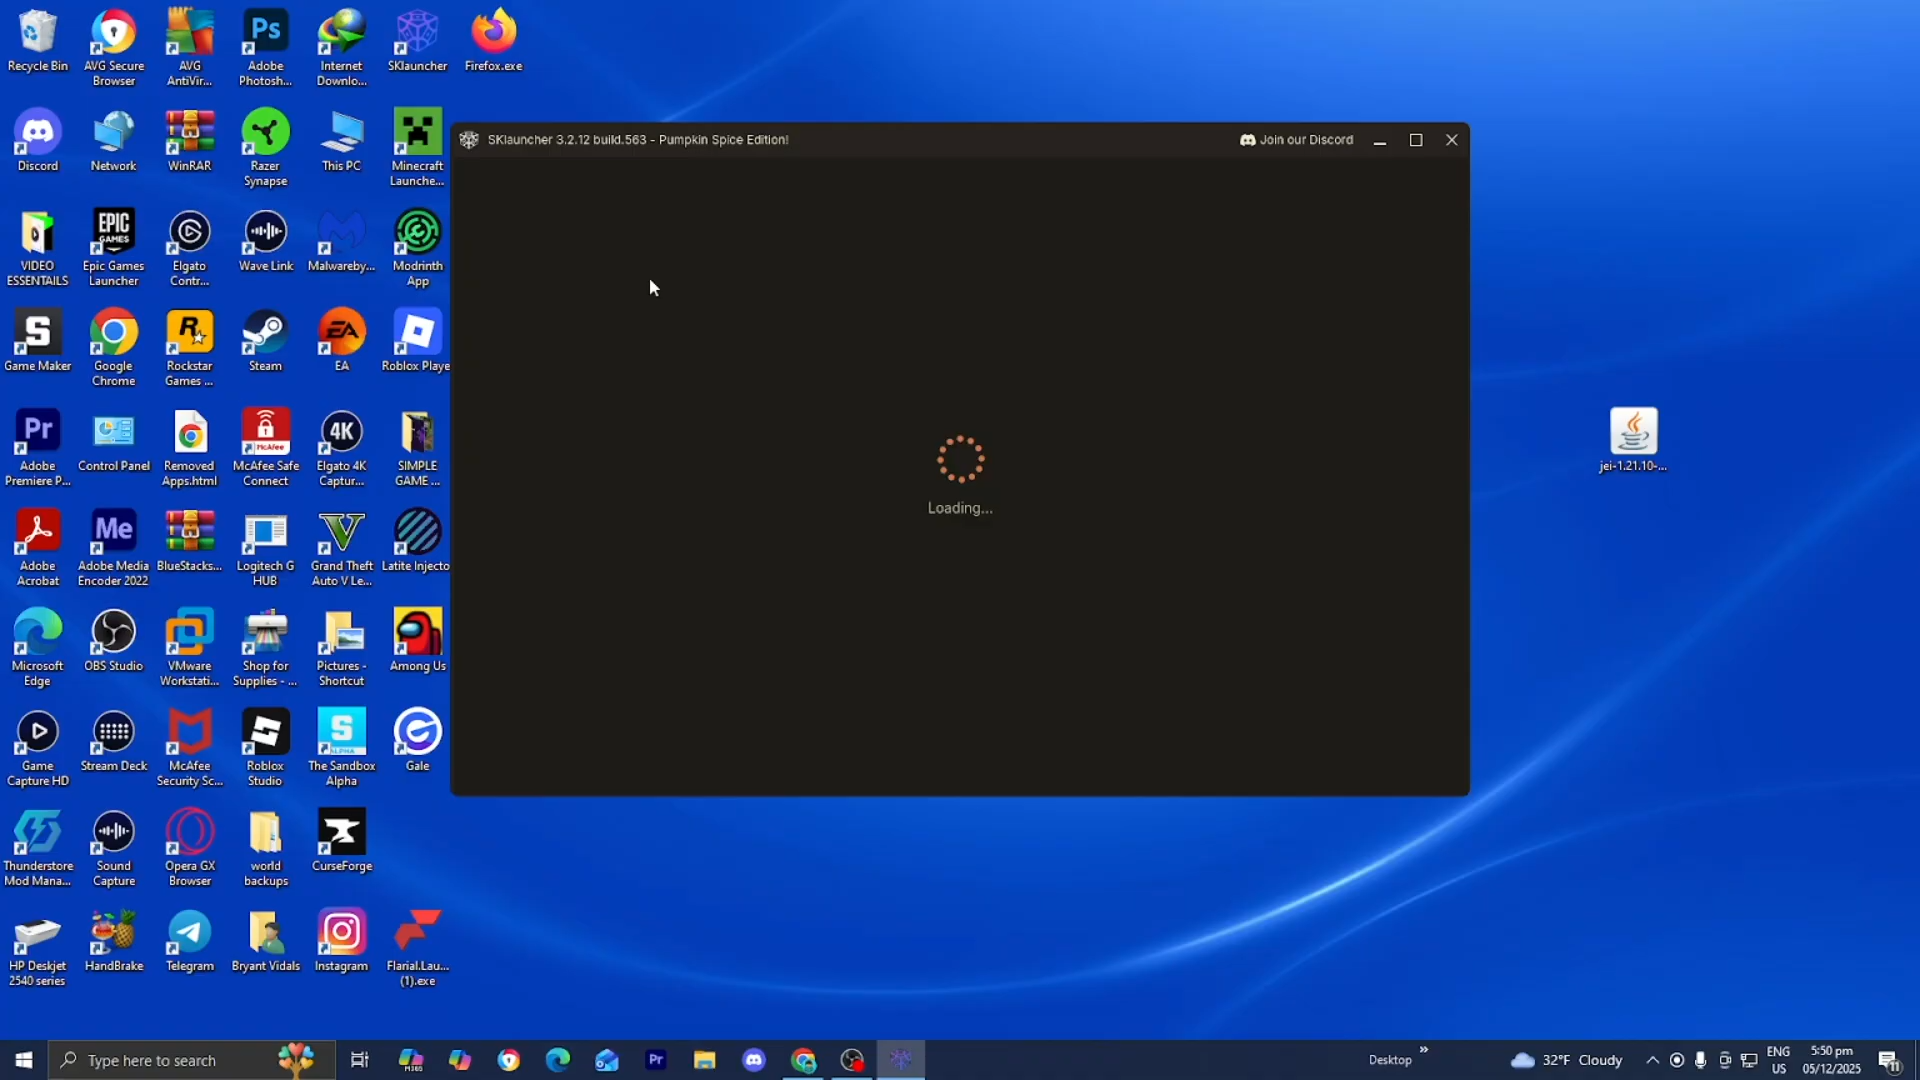 Recycle Bin
AVG Secure
Browser
AVG
AntiVir...
Adobe
Photosh...
Internet
Downlo...
SKlauncher
Firefox.exe
Discord
Network
WinRAR
Razer
Synapse
This PC
Minecraft
Launche...
VIDEO
ESSENTAILS
EPIC
GAMES
Epic Games
Launcher
Elgato
Contr...
Wave Link
Malwareby...
Modrinth
App
Game Maker
Google
Chrome
Rockstar
Games ...
Steam
EA
Roblox Playe
Adobe
Premiere P...
Control Panel
Removed
Apps.html
McAfee Safe
Connect
Elgato 4K
Captur...
SIMPLE
GAME ...
Adobe
Acrobat
Adobe Media
Encoder 2022
BlueStacks...
Logitech G
HUB
Grand Theft
Auto V Le...
Latite Injecto
Microsoft
Edge
OBS Studio
VMware
Workstati...
Shop for
Supplies - ...
Pictures -
Shortcut
Among Us
Game
Capture HD
Stream Deck
McAfee
Security Sc...
Roblox
Studio
The Sandbox
Alpha
Gale
Thunderstore
Mod Mana...
Sound
Capture
Opera GX
Browser
world
backups
CurseForge
HP Deskjet
2540 series
HandBrake
Telegram
Bryant Vidals
Instagram
Flarial.Lau...
(1).exe
SKlauncher 3.2.12 build.563 - Pumpkin Spice Edition!
Join our Discord
Loading...
jei-1.21.10-...
Type here to search
Desktop
32°F Cloudy
ENG
US
5:50 pm
05/12/2025
11